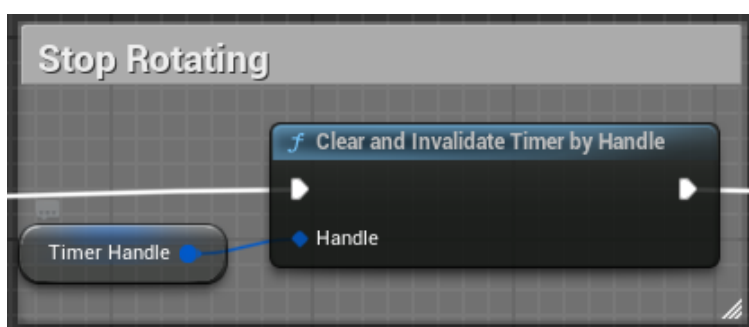 Stop Rotating
f Clear and Invalidate Timer by Handle
Timer Handle
Handle